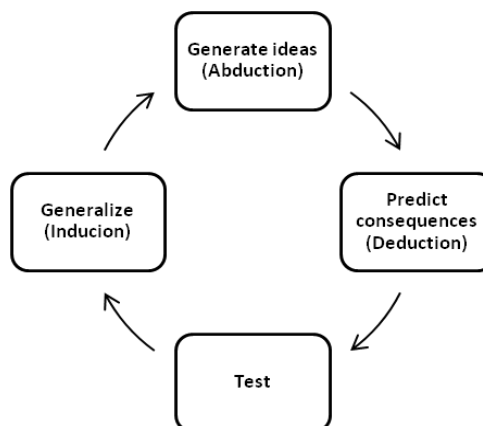 Generate ideas
(Abduction)
Predict
consequences
(Deduction)
Test
Generalize
(Inducion)